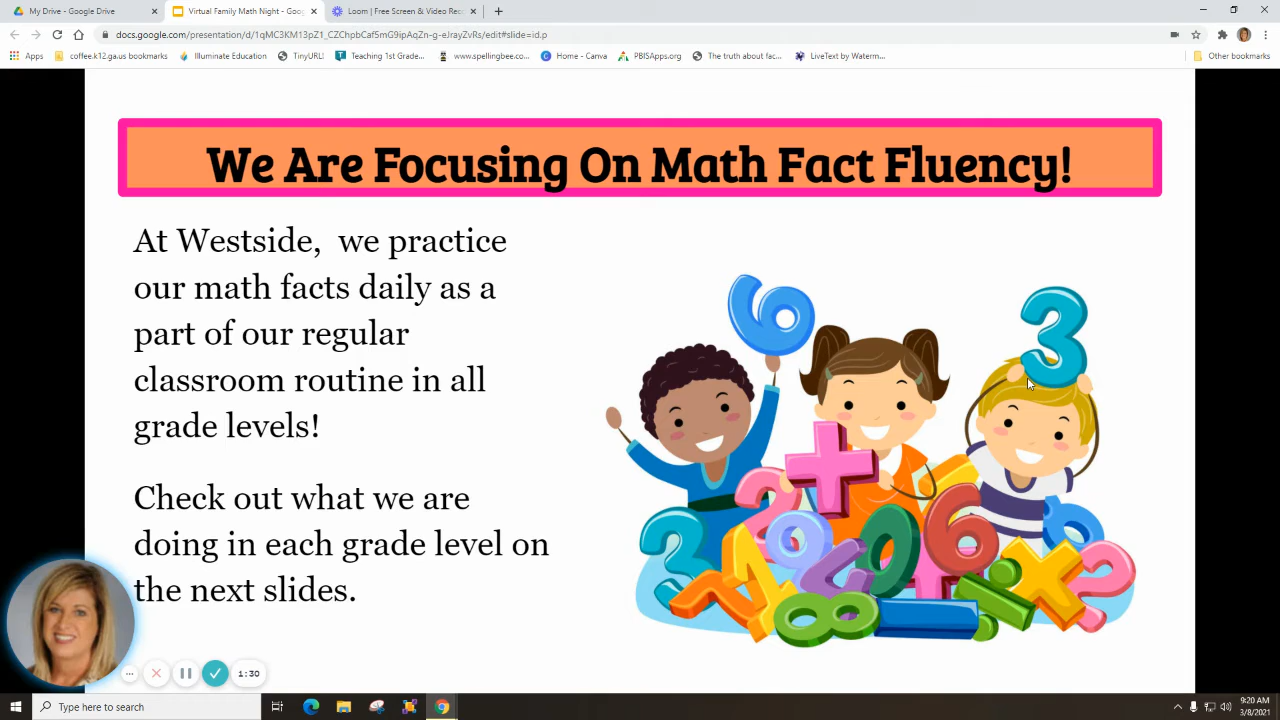 My Drive - Google Drive
Virtual Family Math Night - Goog
Loom | Free Screen & Video Rec
docs.google.com/presentation/d/1qMC3KM13pZ1_CZChpbCaf5mG9ipAqZn-g-eJrayZvRs/edit#slide=id.p
Apps
coffee.k12.ga.us bookmarks
Illuminate Education
TinyURL!
Teaching 1st Grade...
www.spellingbee.co...
Home - Canva
PBISApps.org
The truth about fac...
LiveText by Waterm...
Other bookmarks
We Are Focusing On Math Fact Fluency!
At Westside, we practice
our math facts daily as a
part of our regular
classroom routine in all
grade levels!
Check out what we are
doing in each grade level on
the next slides.
6
3
1:30
Type here to search
9:20 AM
3/8/2021